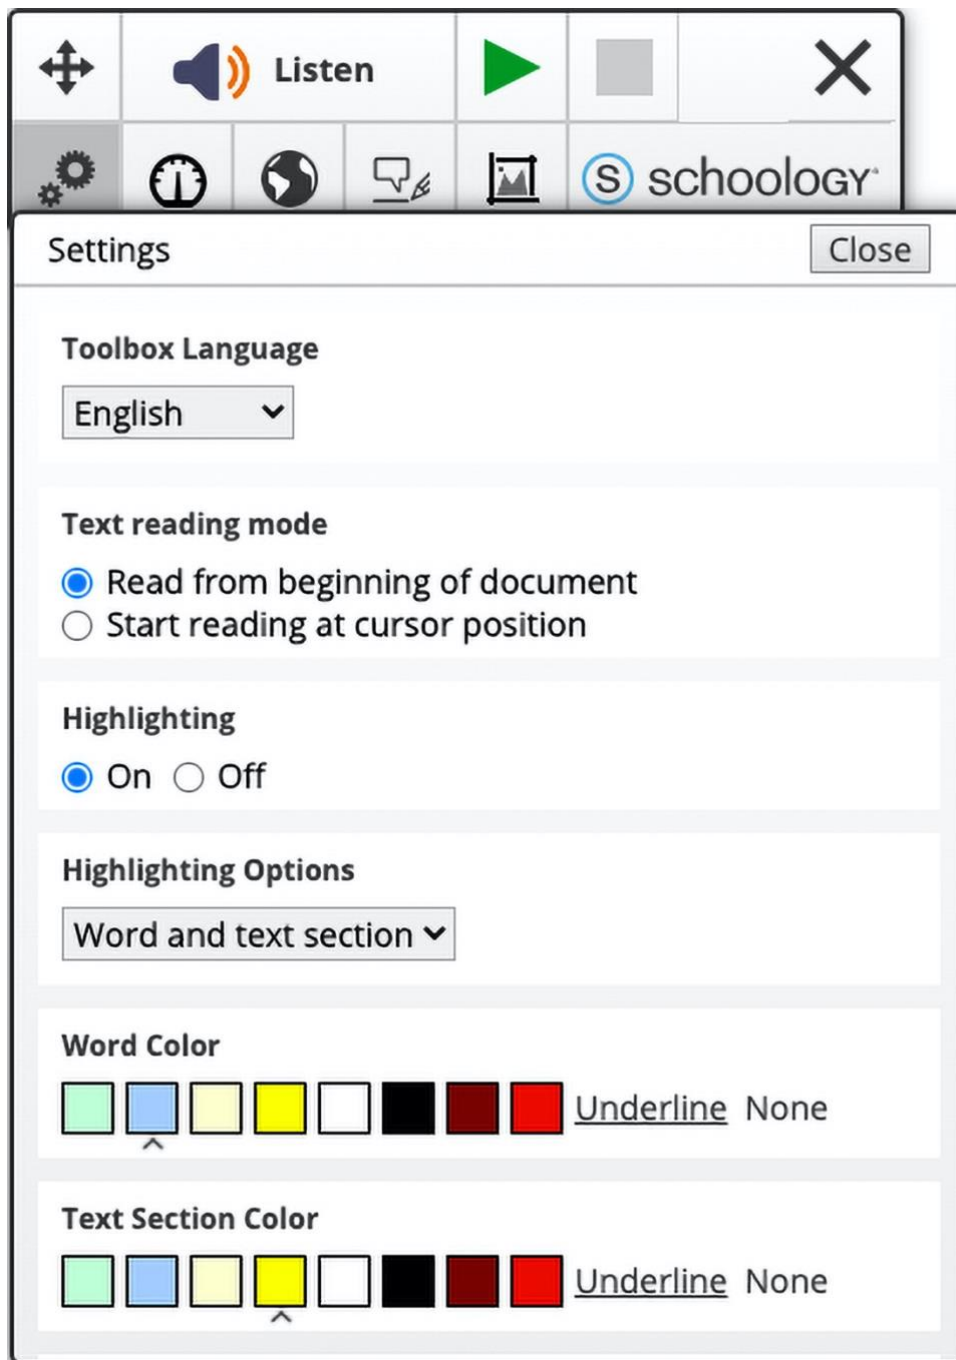 Listen
S schoology
Settings
Close
Toolbox Language
English
Text reading mode
Read from beginning of document
Start reading at cursor position
Highlighting
On Off
Highlighting Options
Word and text section
Word Color
Underline None
Text Section Color
Underline None